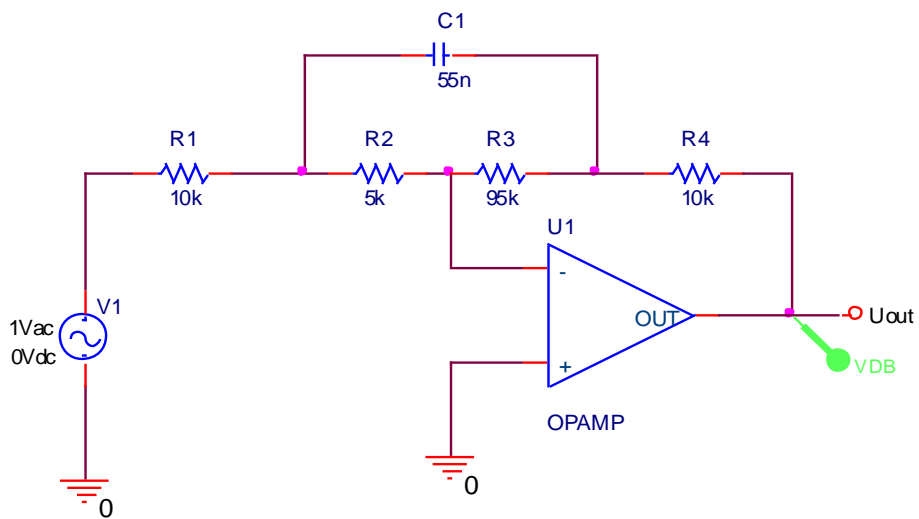 C1
55n
R1
10k
R2
5k
R3
95k
R4
10k
U1
-
OUT
+
OPAMP
V1
1Vac
0Vdc
Uout
VDB
0
0